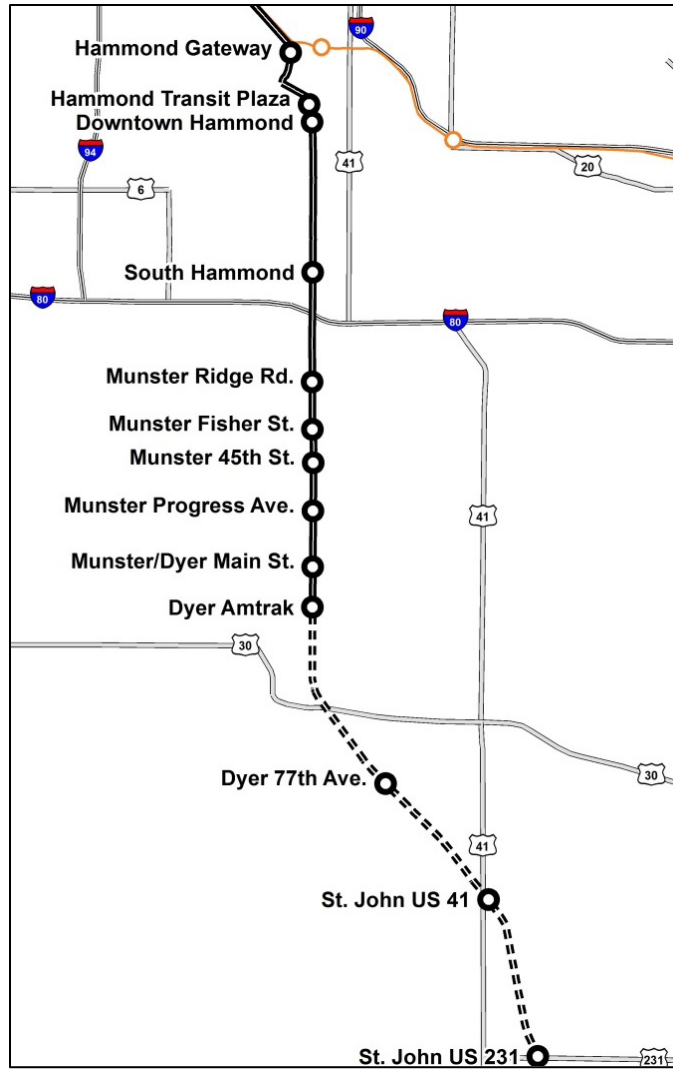 90
Hammond Gateway
Hammond Transit Plaza
Downtown Hammond
94
41
20
6
South Hammond
80
80
Munster Ridge Rd.
Munster Fisher St.
Munster 45th St.
Munster Progress Ave.
41
Munster/Dyer Main St.
Dyer Amtrak
30
Dyer 77th Ave.
30
41
St. John US 41
St. John US 231
231